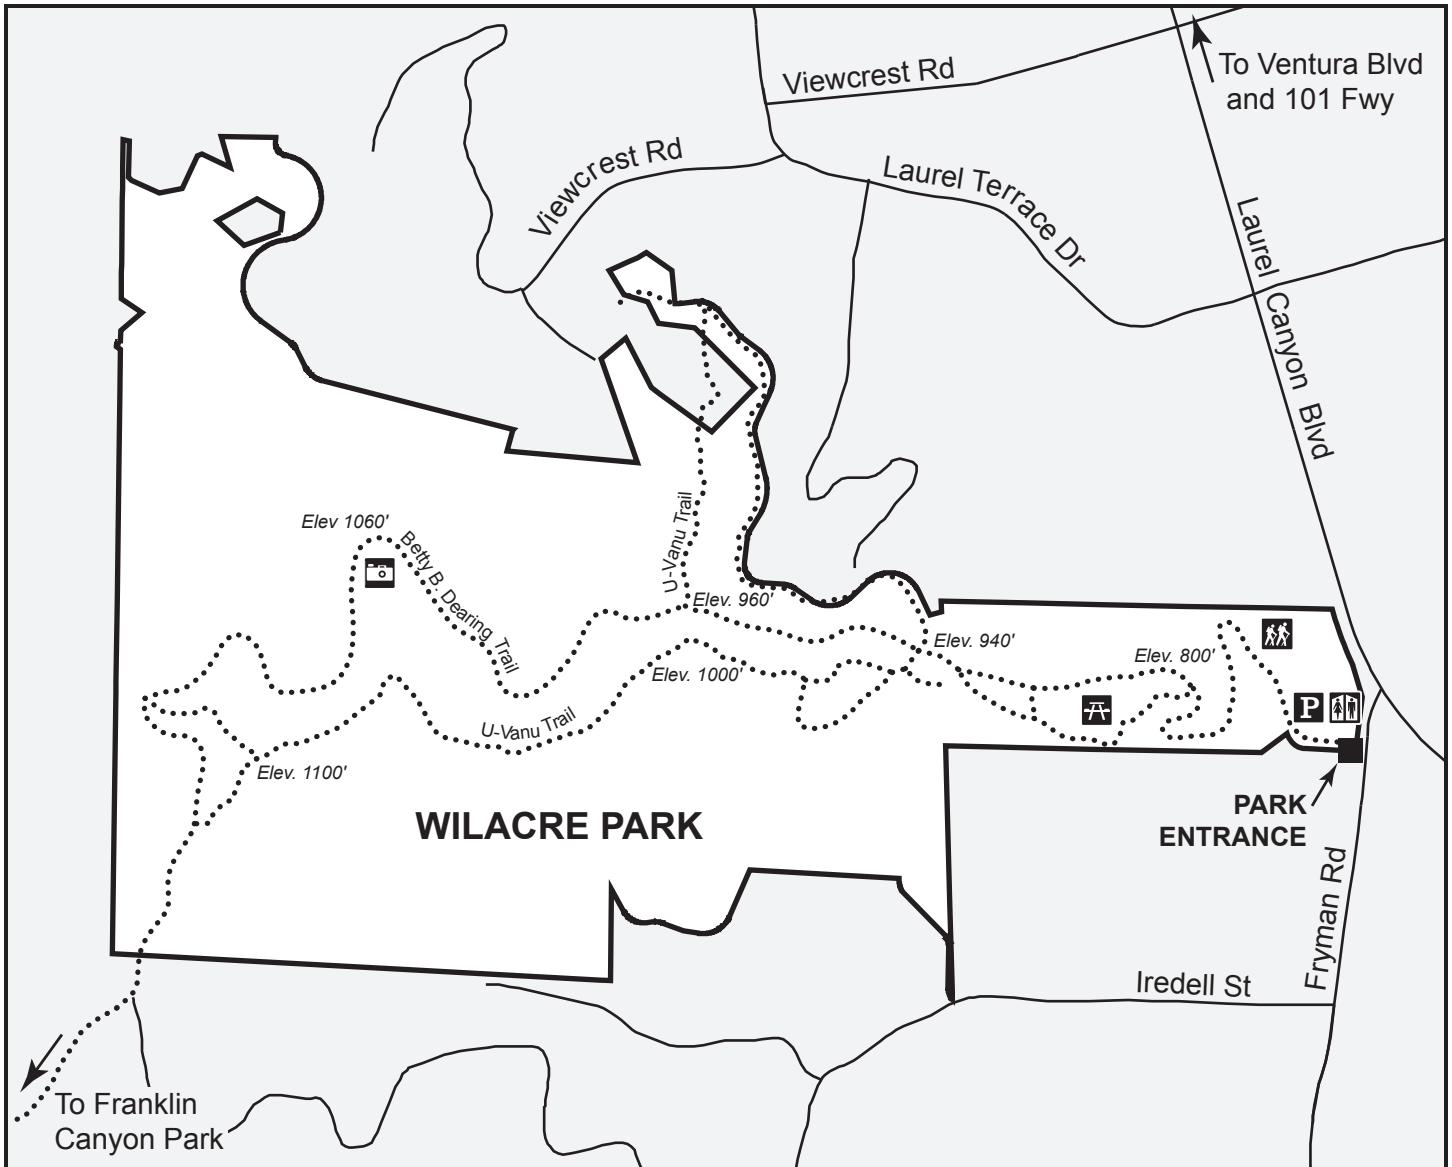 Viewcrest Rd
To Ventura Blvd
and 101 Fwy
Viewcrest Rd
Laurel Terrace Dr
Laurel Canyon Blvd
Elev 1060'
Betty B. Dearing Trail
U-Vanu Trail
Elev. 960'
Elev. 940'
Elev. 800'
Elev. 1000'
P
U-Vanu Trail
Elev. 1100'
WILACRE PARK
PARK
ENTRANCE
Fryman Rd
Iredell St
To Franklin
Canyon Park